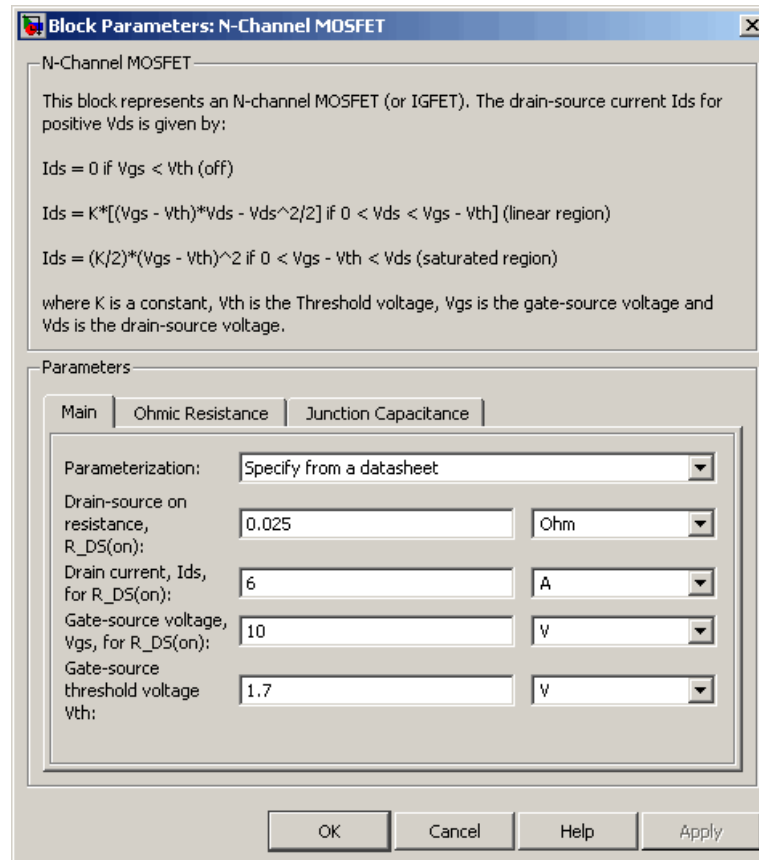 Block Parameters: N-Channel MOSFET
N-Channel MOSFET
This block represents an N-channel MOSFET (or IGFET). The drain-source current Ids for
positive Vds is given by:
Ids = 0 if Vgs < Vth (off)
Ids = K*[(Vgs - Vth)*Vds - Vds^2/2] if 0 < Vds < Vgs - Vth] (linear region)
Ids = (K/2)*(Vgs - Vth)^2 if 0 < Vgs - Vth < Vds (saturated region)
where K is a constant, Vth is the Threshold voltage, Vgs is the gate-source voltage and
Vds is the drain-source voltage.
Parameters
Main Ohmic Resistance Junction Capacitance
Parameterization: Specify from a datasheet
Drain-source on
resistance, 0.025 Ohm
R_DS(on):
Drain current, Ids,
for R_DS(on): 6 A
Gate-source voltage,
Vgs, for R_DS(on): 10 V
Gate-source
threshold voltage 1.7 V
Vth:
OK Cancel Help Apply